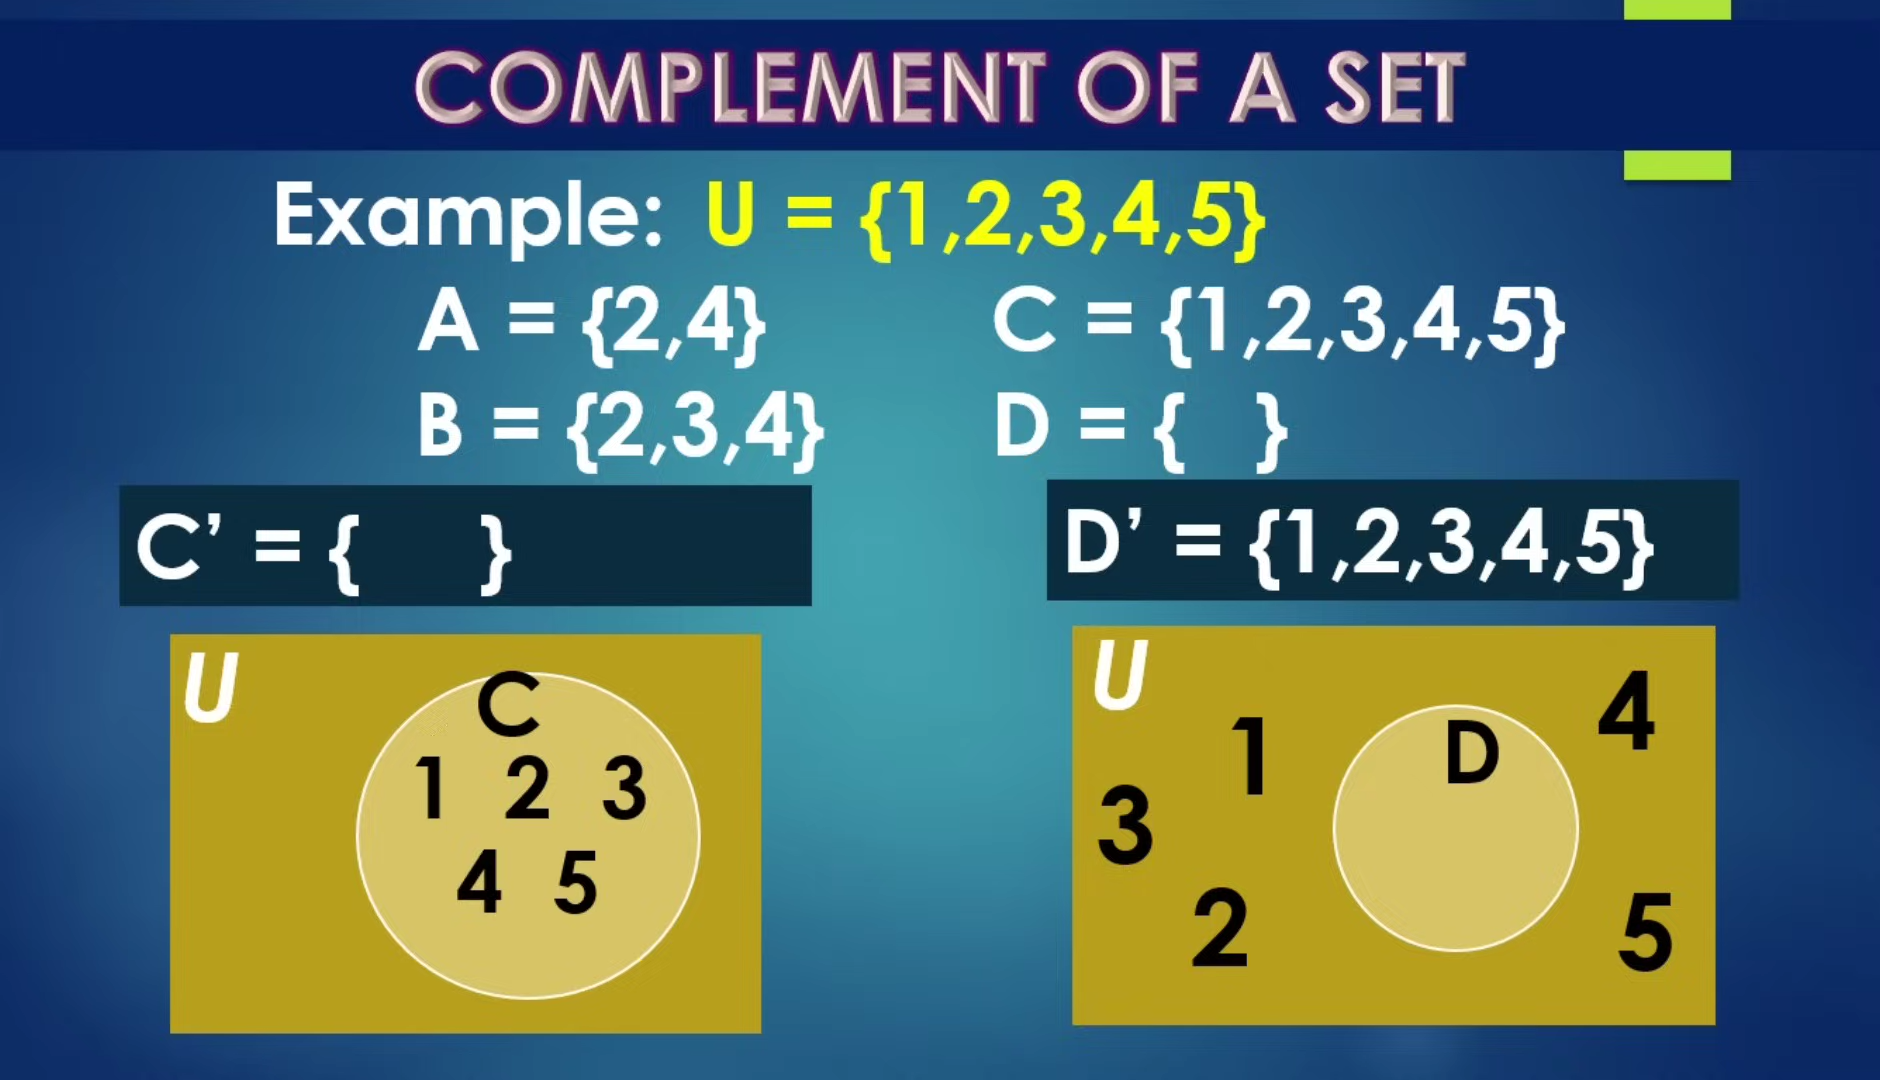 COMPLEMENT OF A SET
Example: U = {1,2,3,4,5}
A = {2,4}
C = {1,2,3,4,5}
B = {2,3,4}
D = { }
C’ = { }
D’ = {1,2,3,4,5}
U
C
1 2 3
4 5
U
4
1
D
3
2
5